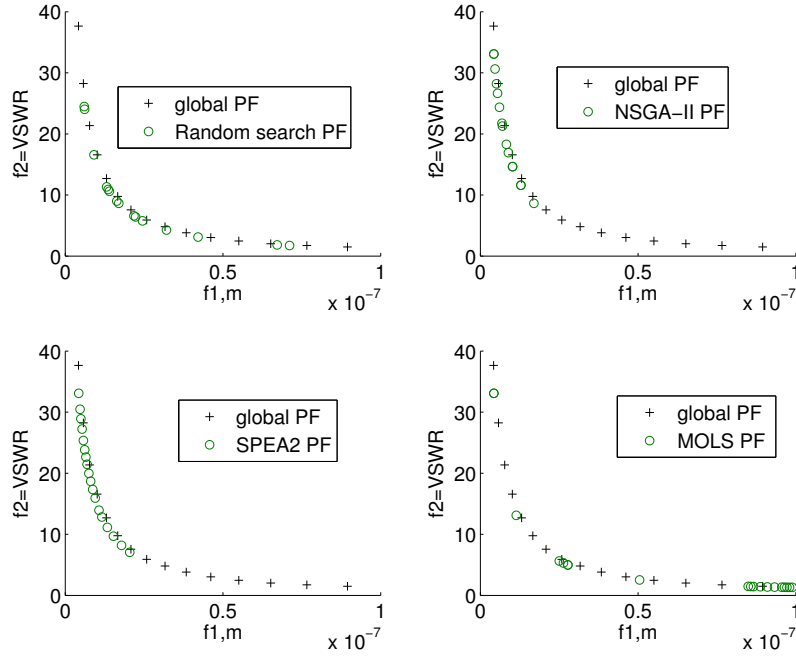 40
30
20
10
0
0
0.5
1
x 10⁻⁷
f1,m
f2=VSWR
global PF
Random search PF
40
30
20
10
0
0
0.5
1
x 10⁻⁷
f1,m
f2=VSWR
global PF
NSGA−II PF
40
30
20
10
0
0
0.5
1
x 10⁻⁷
f1,m
f2=VSWR
global PF
SPEA2 PF
40
30
20
10
0
0
0.5
1
x 10⁻⁷
f1,m
f2=VSWR
global PF
MOLS PF